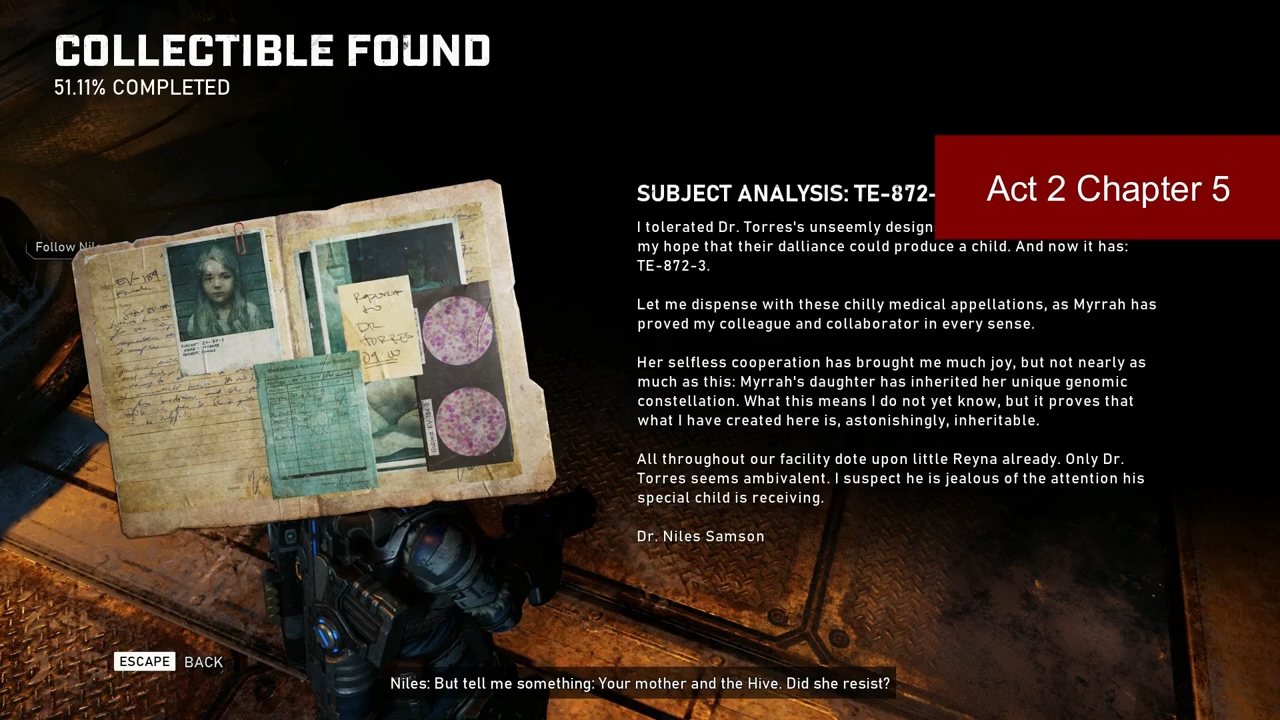 COLLECTIBLE FOUND
51.11% COMPLETED
Act 2 Chapter 5
SUBJECT ANALYSIS: TE-872-
I tolerated Dr. Torres's unseemly design
my hope that their dalliance could produce a child. And now it has:
TE-872-3.
Let me dispense with these chilly medical appellations, as Myrrah has
proved my colleague and collaborator in every sense.
Her selfless cooperation has brought me much joy, but not nearly as
much as this: Myrrah's daughter has inherited her unique genomic
constellation. What this means I do not yet know, but it proves that
what I have created here is, astonishingly, inheritable.
All throughout our facility dote upon little Reyna already. Only Dr.
Torres seems ambivalent. I suspect he is jealous of the attention his
special child is receiving.
Dr. Niles Samson
Follow Nil
EV-189
DR
TORRES
ESCAPE BACK
Niles: But tell me something: Your mother and the Hive. Did she resist?